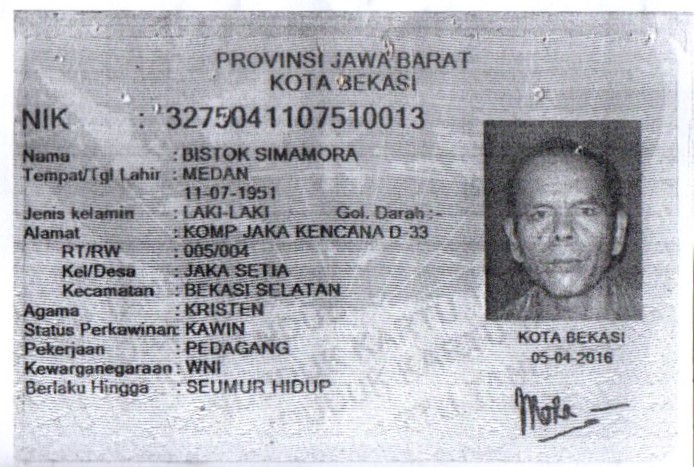 PROVINSI JAWA BARAT
KOTA BEKASI
NIK : 3275041107510013
Nama : BISTOK SIMAMORA
Tempat/Tgl Lahir : MEDAN
11-07-1951
Jenis kelamin : LAKI-LAKI Gol. Darah :-
Alamat : KOMP JAKA KENCANA D-33
RT/RW : 005/004
Kel/Desa : JAKA SETIA
Kecamatan : BEKASI SELATAN
Agama : KRISTEN
Status Perkawinan: KAWIN
Pekerjaan : PEDAGANG
Kewarganegaraan : WNI
Berlaku Hingga : SEUMUR HIDUP
KOTA BEKASI
05-04-2016